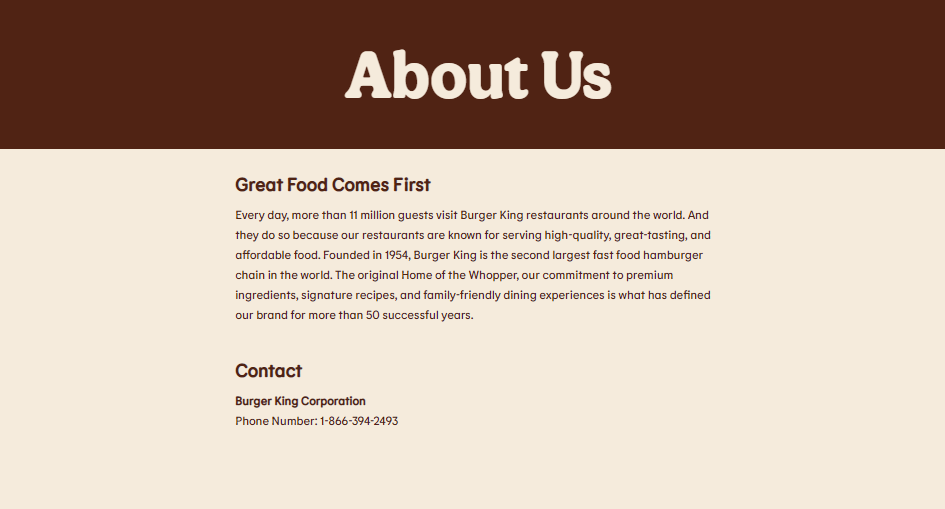 About Us
Great Food Comes First
Every day, more than 11 million guests visit Burger King restaurants around the world. And
they do so because our restaurants are known for serving high-quality, great-tasting, and
affordable food. Founded in 1954, Burger King is the second largest fast food hamburger
chain in the world. The original Home of the Whopper, our commitment to premium
ingredients, signature recipes, and family-friendly dining experiences is what has defined
our brand for more than 50 successful years.
Contact
Burger King Corporation
Phone Number: 1-866-394-2493